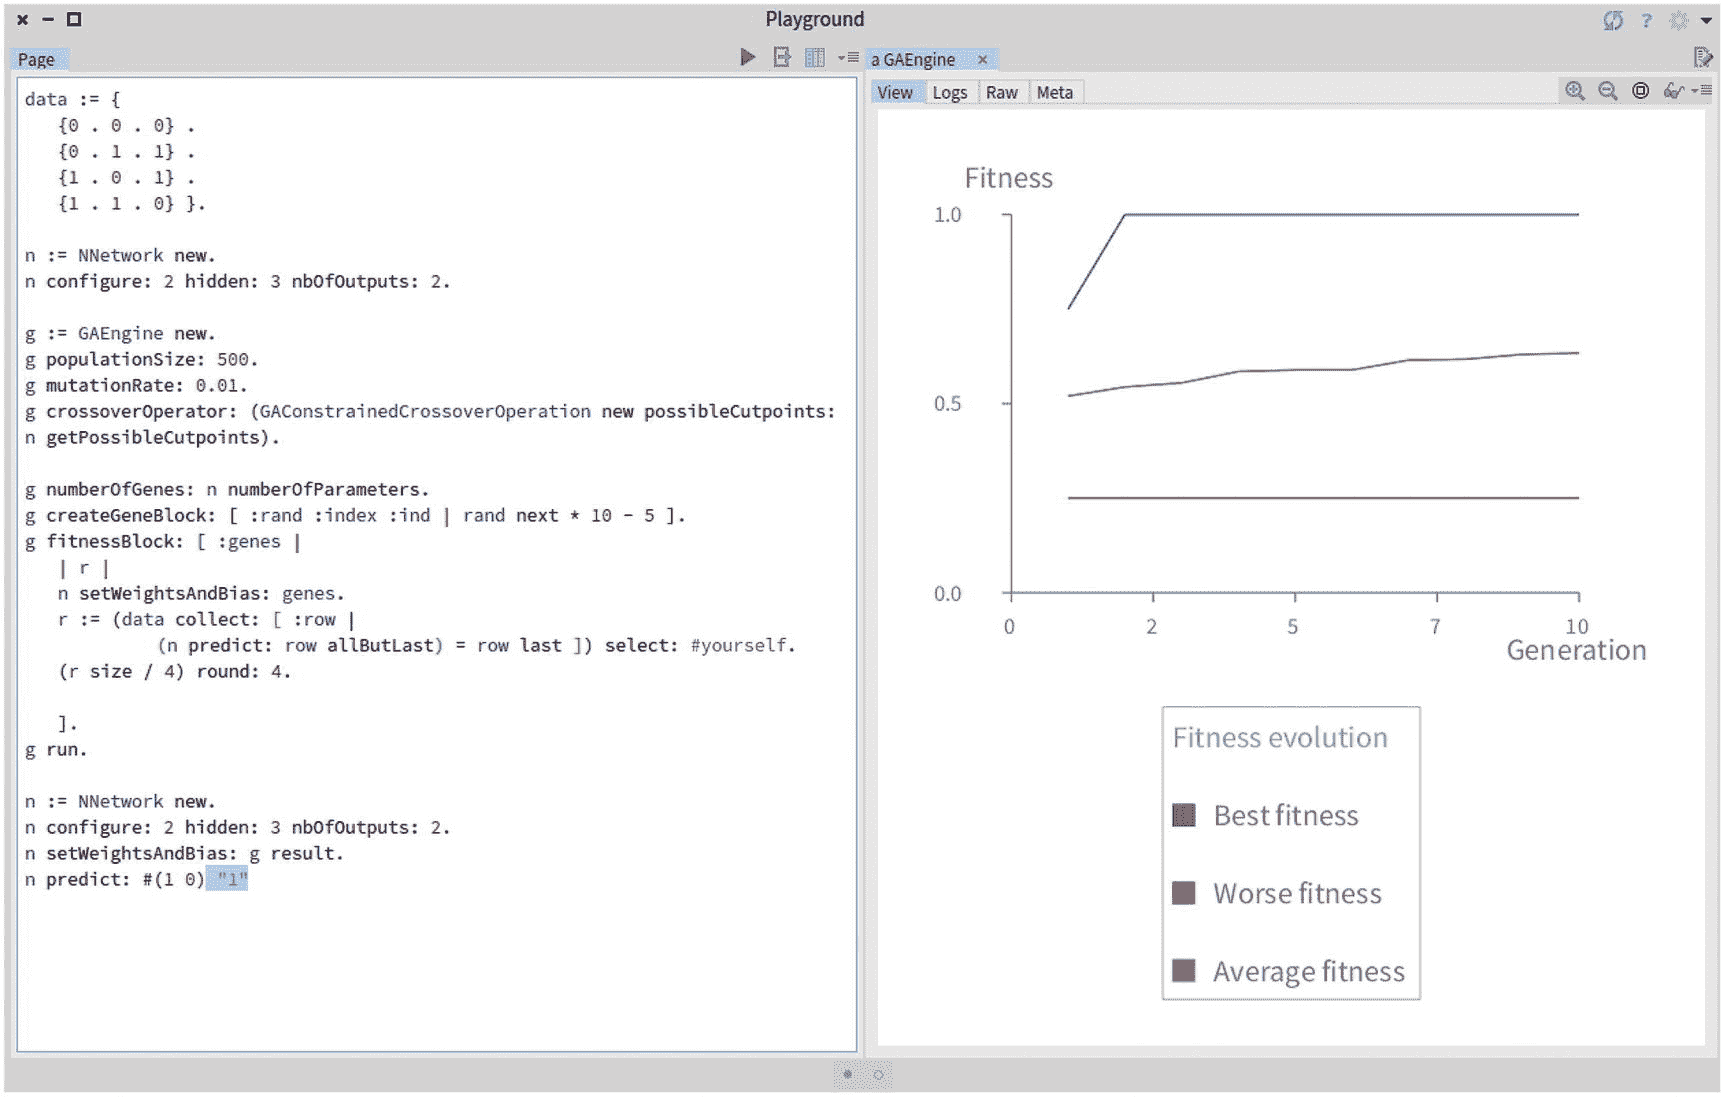 Playground
?
Page
data := {
{0 . 0 . 0} .
{0 . 1 . 1} .
{1 . 0 . 1} .
{1 . 1 . 0} }.
n := NNetwork new.
n configure: 2 hidden: 3 nbOfOutputs: 2.
g := GAEngine new.
g populationSize: 500.
g mutationRate: 0.01.
g crossoverOperator: (GAConstrainedCrossoverOperation new possibleCutpoints:
n getPossibleCutpoints).
g numberOfGenes: n numberOfParameters.
g createGeneBlock: [ :rand :index :ind | rand next * 10 - 5 ].
g fitnessBlock: [ :genes |
| r |
n setWeightsAndBias: genes.
r := (data collect: [ :row |
(n predict: row allButLast) = row last ]) select: #yourself.
(r size / 4) round: 4.
].
g run.
n := NNetwork new.
n configure: 2 hidden: 3 nbOfOutputs: 2.
n setWeightsAndBias: g result.
n predict: #(1 0) "1"
a GAEngine
View Logs Raw Meta
Fitness
1.0
0.5
0.0
0 2 5 7 10
Generation
Fitness evolution
Best fitness
Worse fitness
Average fitness